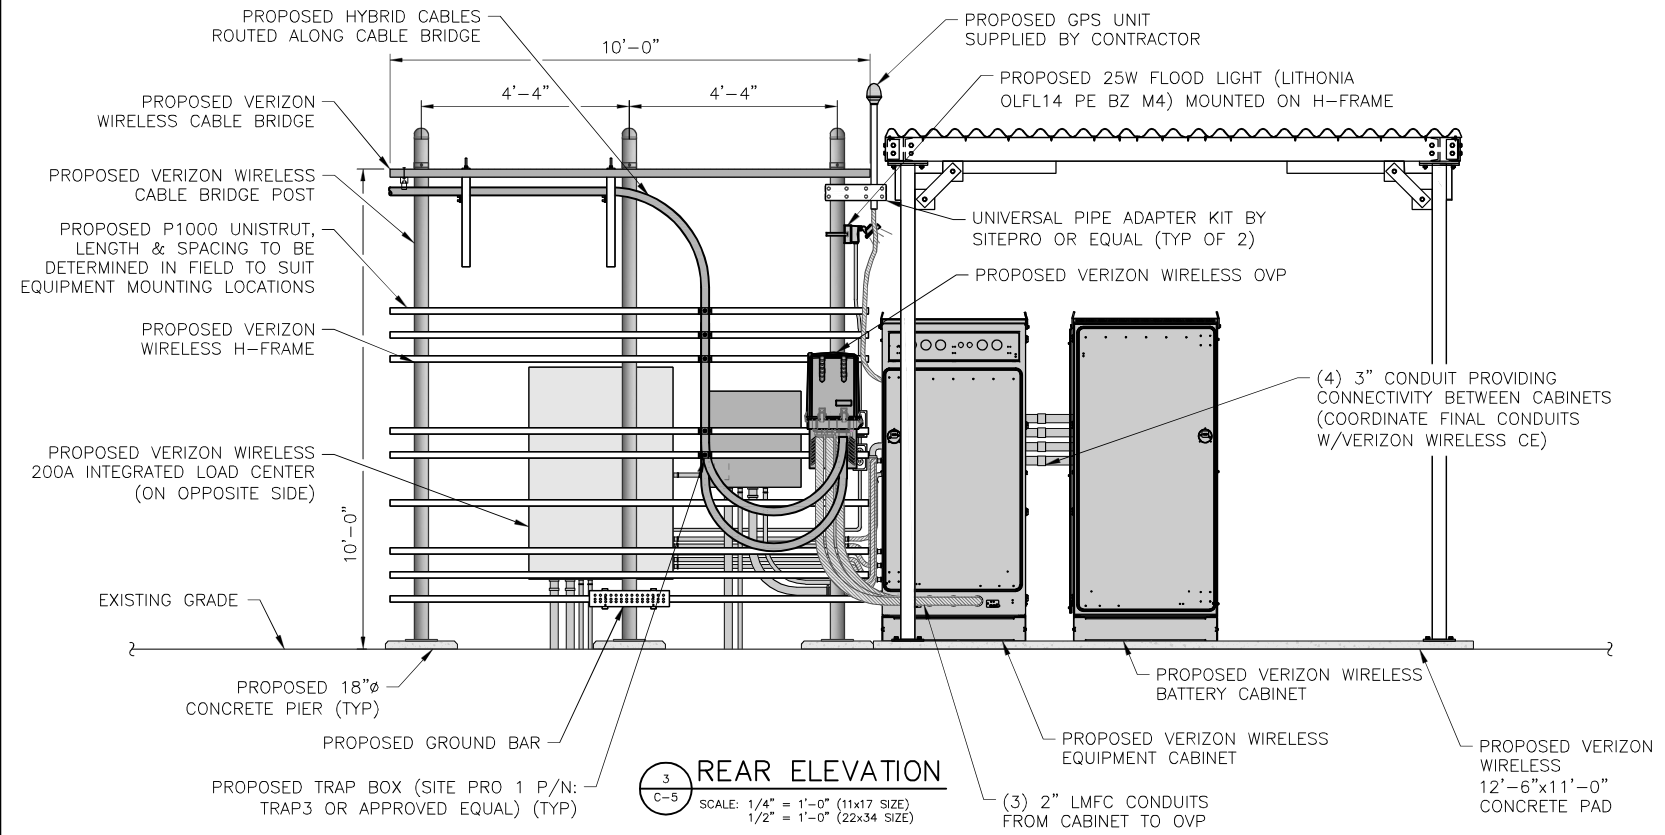 PROPOSED HYBRID CABLES
ROUTED ALONG CABLE BRIDGE
10'-0"
PROPOSED GPS UNIT
SUPPLIED BY CONTRACTOR
PROPOSED 25W FLOOD LIGHT (LITHONIA
OLFL14 PE BZ M4) MOUNTED ON H-FRAME
4'-4"
4'-4"
PROPOSED VERIZON
WIRELESS CABLE BRIDGE
PROPOSED VERIZON WIRELESS
CABLE BRIDGE POST
PROPOSED P1000 UNISTRUT,
LENGTH & SPACING TO BE
DETERMINED IN FIELD TO SUIT
EQUIPMENT MOUNTING LOCATIONS
UNIVERSAL PIPE ADAPTER KIT BY
SITEPRO OR EQUAL (TYP OF 2)
PROPOSED VERIZON WIRELESS OVP
PROPOSED VERIZON
WIRELESS H-FRAME
(4) 3" CONDUIT PROVIDING
CONNECTIVITY BETWEEN CABINETS
(COORDINATE FINAL CONDUITS
W/VERIZON WIRELESS CE)
PROPOSED VERIZON WIRELESS
200A INTEGRATED LOAD CENTER
(ON OPPOSITE SIDE)
10'-0"
EXISTING GRADE
PROPOSED 18"ø
CONCRETE PIER (TYP)
PROPOSED GROUND BAR
PROPOSED TRAP BOX (SITE PRO 1 P/N:
TRAP3 OR APPROVED EQUAL) (TYP)
PROPOSED VERIZON WIRELESS
BATTERY CABINET
PROPOSED VERIZON WIRELESS
EQUIPMENT CABINET
PROPOSED VERIZON
WIRELESS
12'-6"x11'-0"
CONCRETE PAD
(3) 2" LMFC CONDUITS
FROM CABINET TO OVP
3
C-5
REAR ELEVATION
SCALE: 1/4" = 1'-0" (11x17 SIZE)
1/2" = 1'-0" (22x34 SIZE)